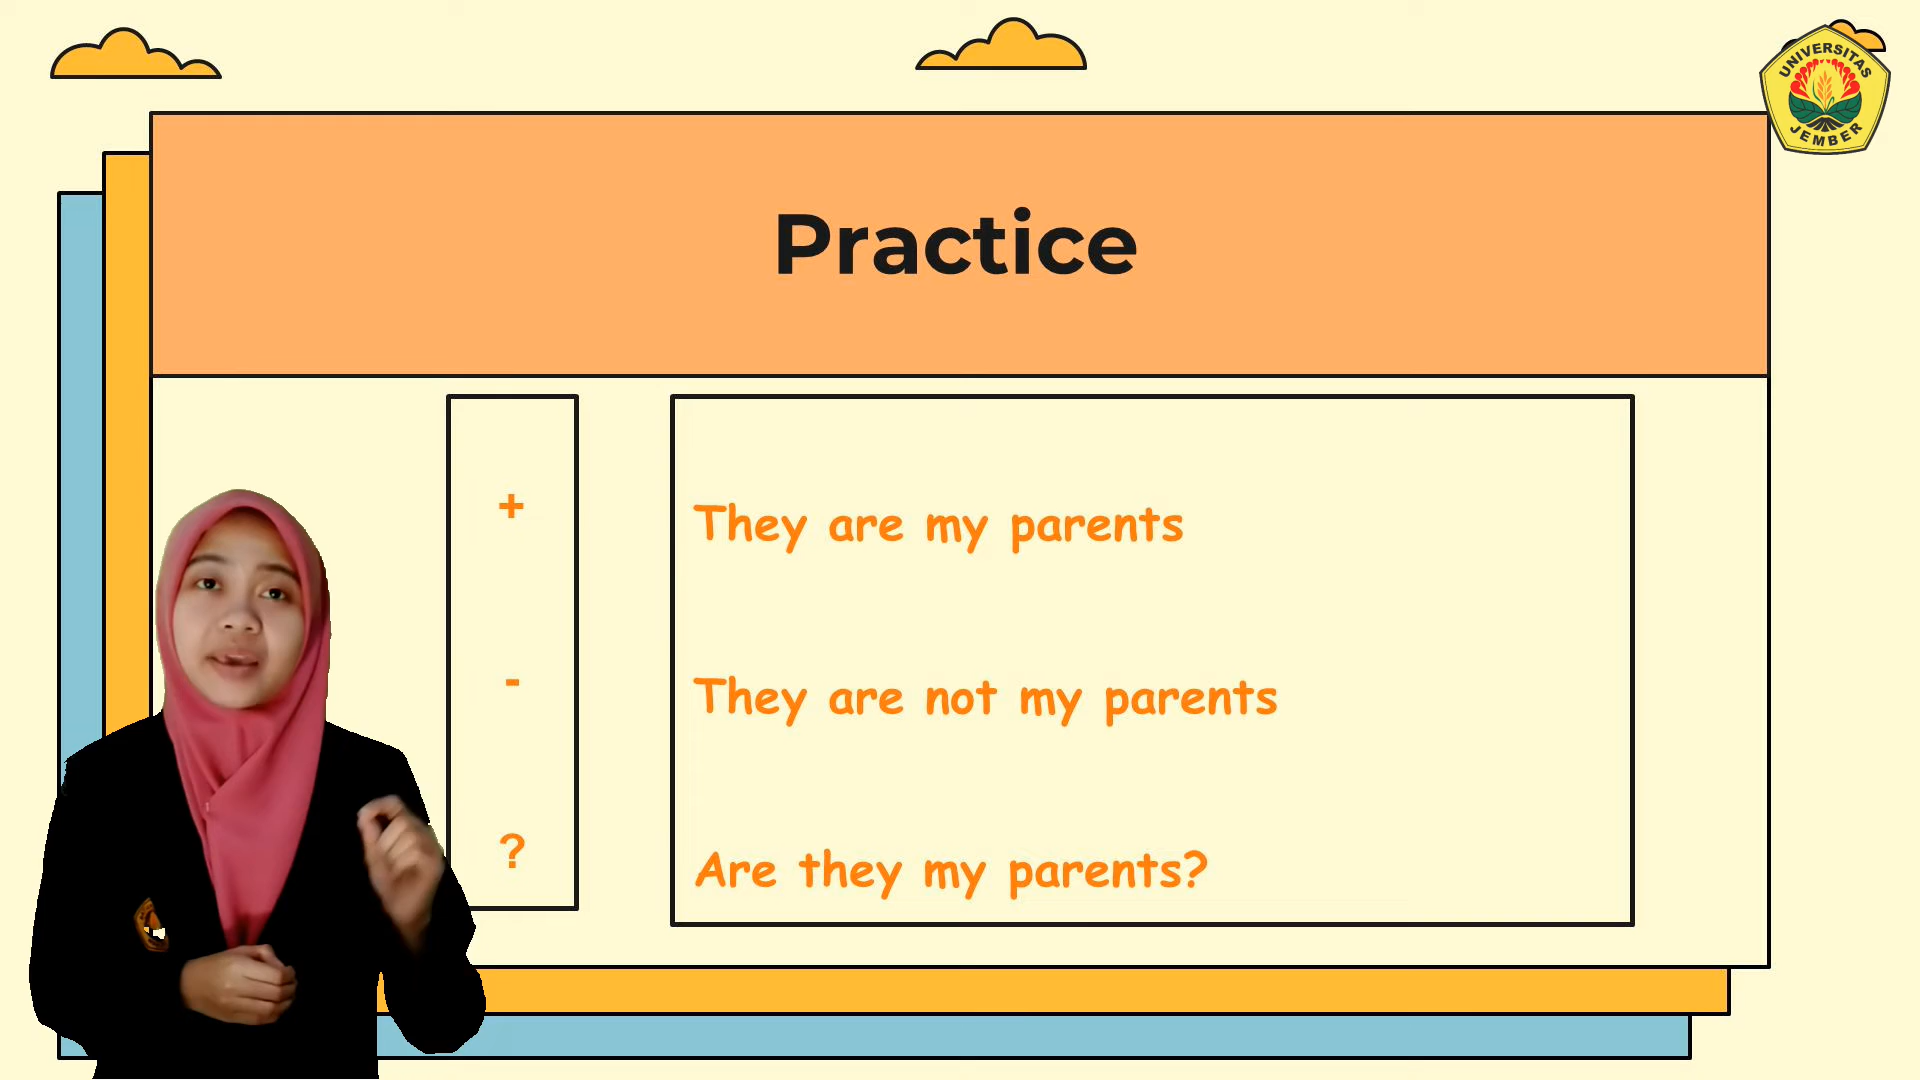 UNIVERSITAS
JEMBER
Practice
+
They are my parents
-
They are not my parents
?
Are they my parents?